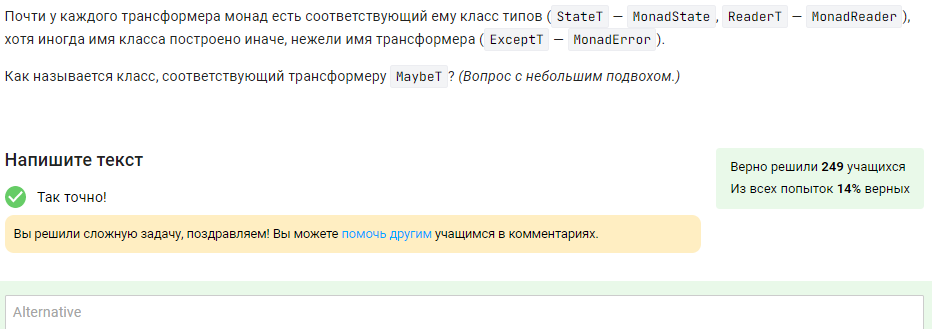 Почти у каждого трансформера монад есть соответствующий ему класс типов ( StateT — MonadState , ReaderT — MonadReader ),
хотя иногда имя класса построено иначе, нежели имя трансформера ( ExceptT — MonadError ).
Как называется класс, соответствующий трансформеру MaybeT ? (Вопрос с небольшим подвохом.)
Напишите текст
Верно решили 249 учащихся
Из всех попыток 14% верных
Так точно!
Вы решили сложную задачу, поздравляем! Вы можете помочь другим учащимся в комментариях.
Alternative